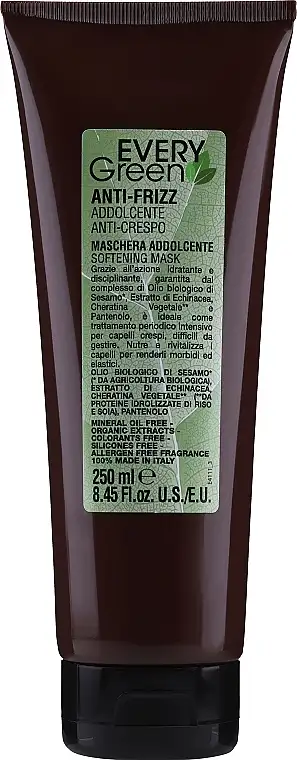 EVERY
Green
ANTI-FRIZZ
ADDOLCENTE
ANTI-CRESPO
MASCHERA ADDOLCENTE
SOFTENING MASK
Grazie all'azione idratante e
disciplinante, garantita dal
complesso di olio biologico di
Sesamo*, Estratto di Echinacea,
Cheratina Vegetale** e
Pantenolo, è ideale come
trattamento periodico intensivo
per capelli crespi, difficili da
gestire. Nutre e rivitalizza i
capelli per renderli morbidi ed
elastici.
OLIO BIOLOGICO DI SESAMO*
(*DA AGRICOLTURA BIOLOGICA),
ESTRATTO DI ECHINACEA,
CHERATINA VEGETALE** (**DA
PROTEINE IDROLIZZATE DI RISO
E SOIA), PANTENOLO
MINERAL OIL FREE -
ORGANIC EXTRACTS -
COLORANTS FREE -
SILICONES FREE -
ALLERGEN FREE FRAGRANCE
100% MADE IN ITALY
250 ml e
8.45 Fl.oz. U.S./E.U.